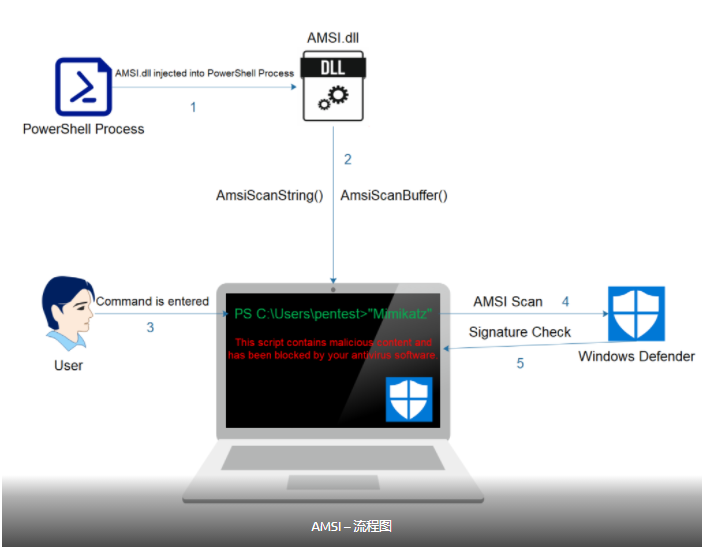 AMSI.dll
DLL
AMSI.dll injected into PowerShell Process
1
PowerShell Process
2
AmsiScanString()
AmsiScanBuffer()
Command is entered
3
User
PS C:\Users\pentest>"Mimikatz"
This script contains malicious content and
has been blocked by your antivirus software.
AMSI Scan
4
Signature Check
5
Windows Defender
AMSI – 流程图